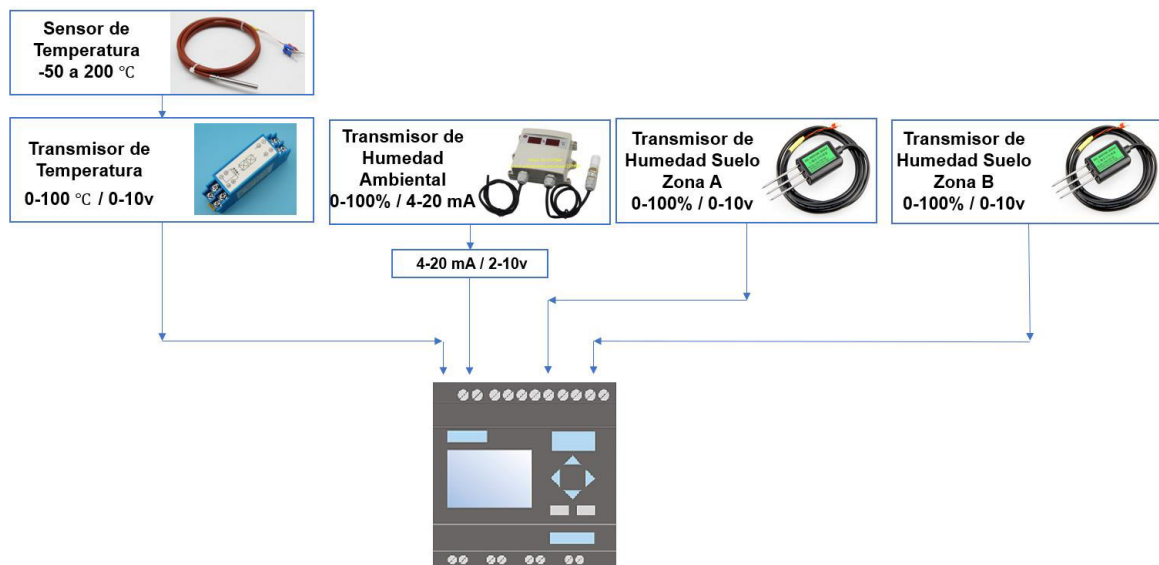 Sensor de
Temperatura
-50 a 200 ℃
Transmisor de
Temperatura
0-100 ℃ / 0-10v
Transmisor de
Humedad
Ambiental
0-100% / 4-20 mA
Transmisor de
Humedad Suelo
Zona A
0-100% / 0-10v
Transmisor de
Humedad Suelo
Zona B
0-100% / 0-10v
4-20 mA / 2-10v